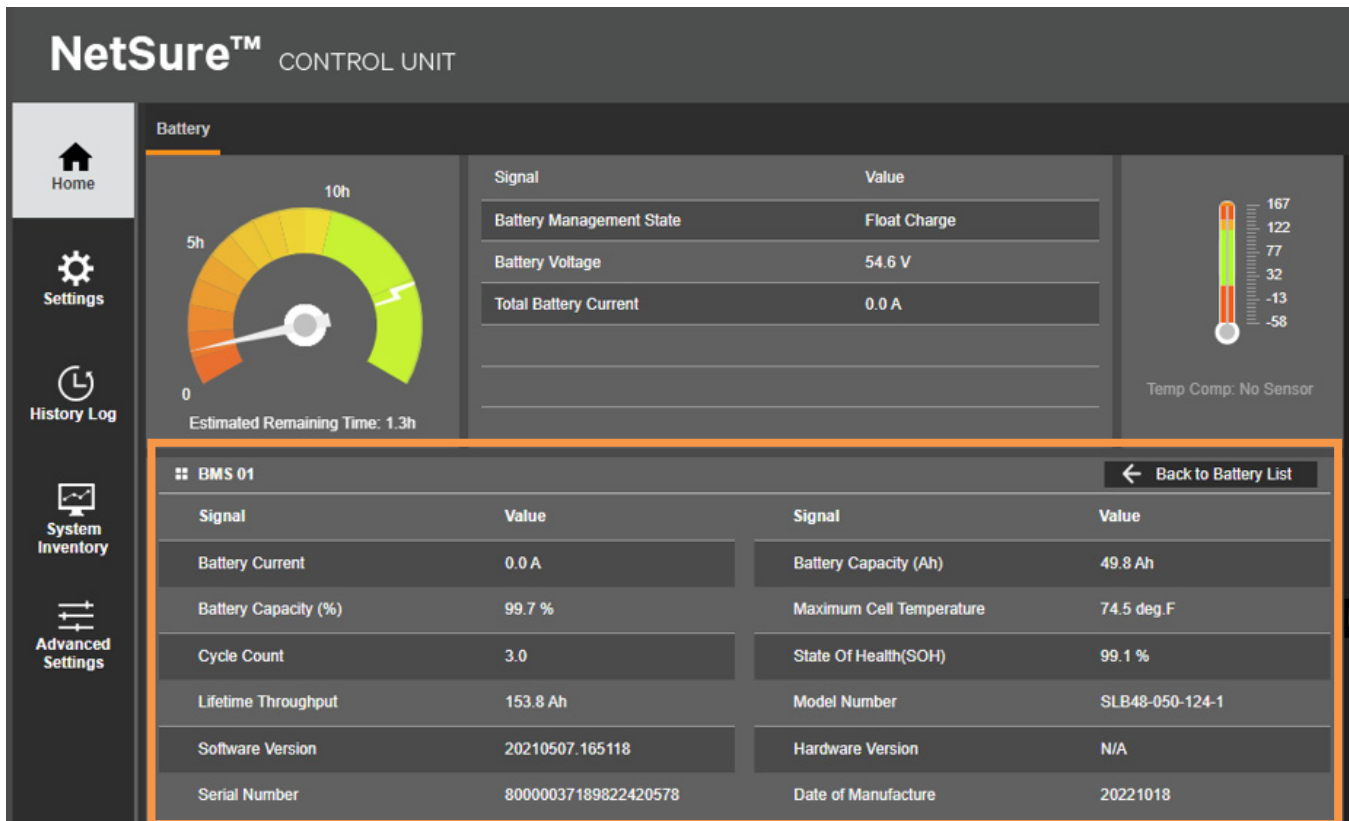 NetSure™ CONTROL UNIT
Home
Settings
History Log
System
Inventory
Advanced
Settings
Battery
10h
5h
0
Estimated Remaining Time: 1.3h
Signal Value
Battery Management State Float Charge
Battery Voltage 54.6 V
Total Battery Current 0.0 A
167
122
77
32
-13
-58
Temp Comp: No Sensor
BMS 01
Back to Battery List
Signal Value Signal Value
Battery Current 0.0 A Battery Capacity (Ah) 49.8 Ah
Battery Capacity (%) 99.7 % Maximum Cell Temperature 74.5 deg.F
Cycle Count 3.0 State Of Health(SOH) 99.1 %
Lifetime Throughput 153.8 Ah Model Number SLB48-050-124-1
Software Version 20210507.165118 Hardware Version N/A
Serial Number 80000037189822420578 Date of Manufacture 20221018